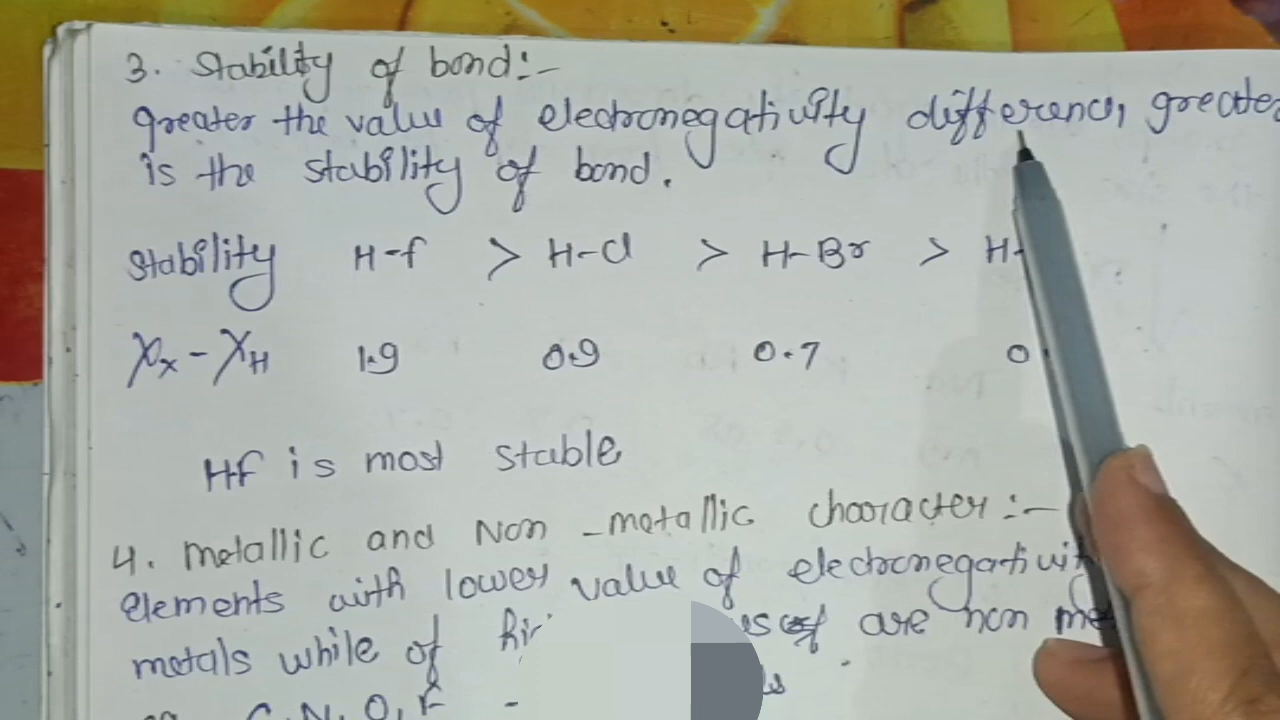 3. Stability of bond:-
greater the value of electronegativity difference, greater
is the stability of bond.
Stability H-f > H-Cl > H-Br > H-
χx - χH 1.9 0.9 0.7 0
Hf is most stable
4. Metallic and Non-metallic character:-
Elements with lower value of electronegativit
metals while of are non me
C, N, O, F -